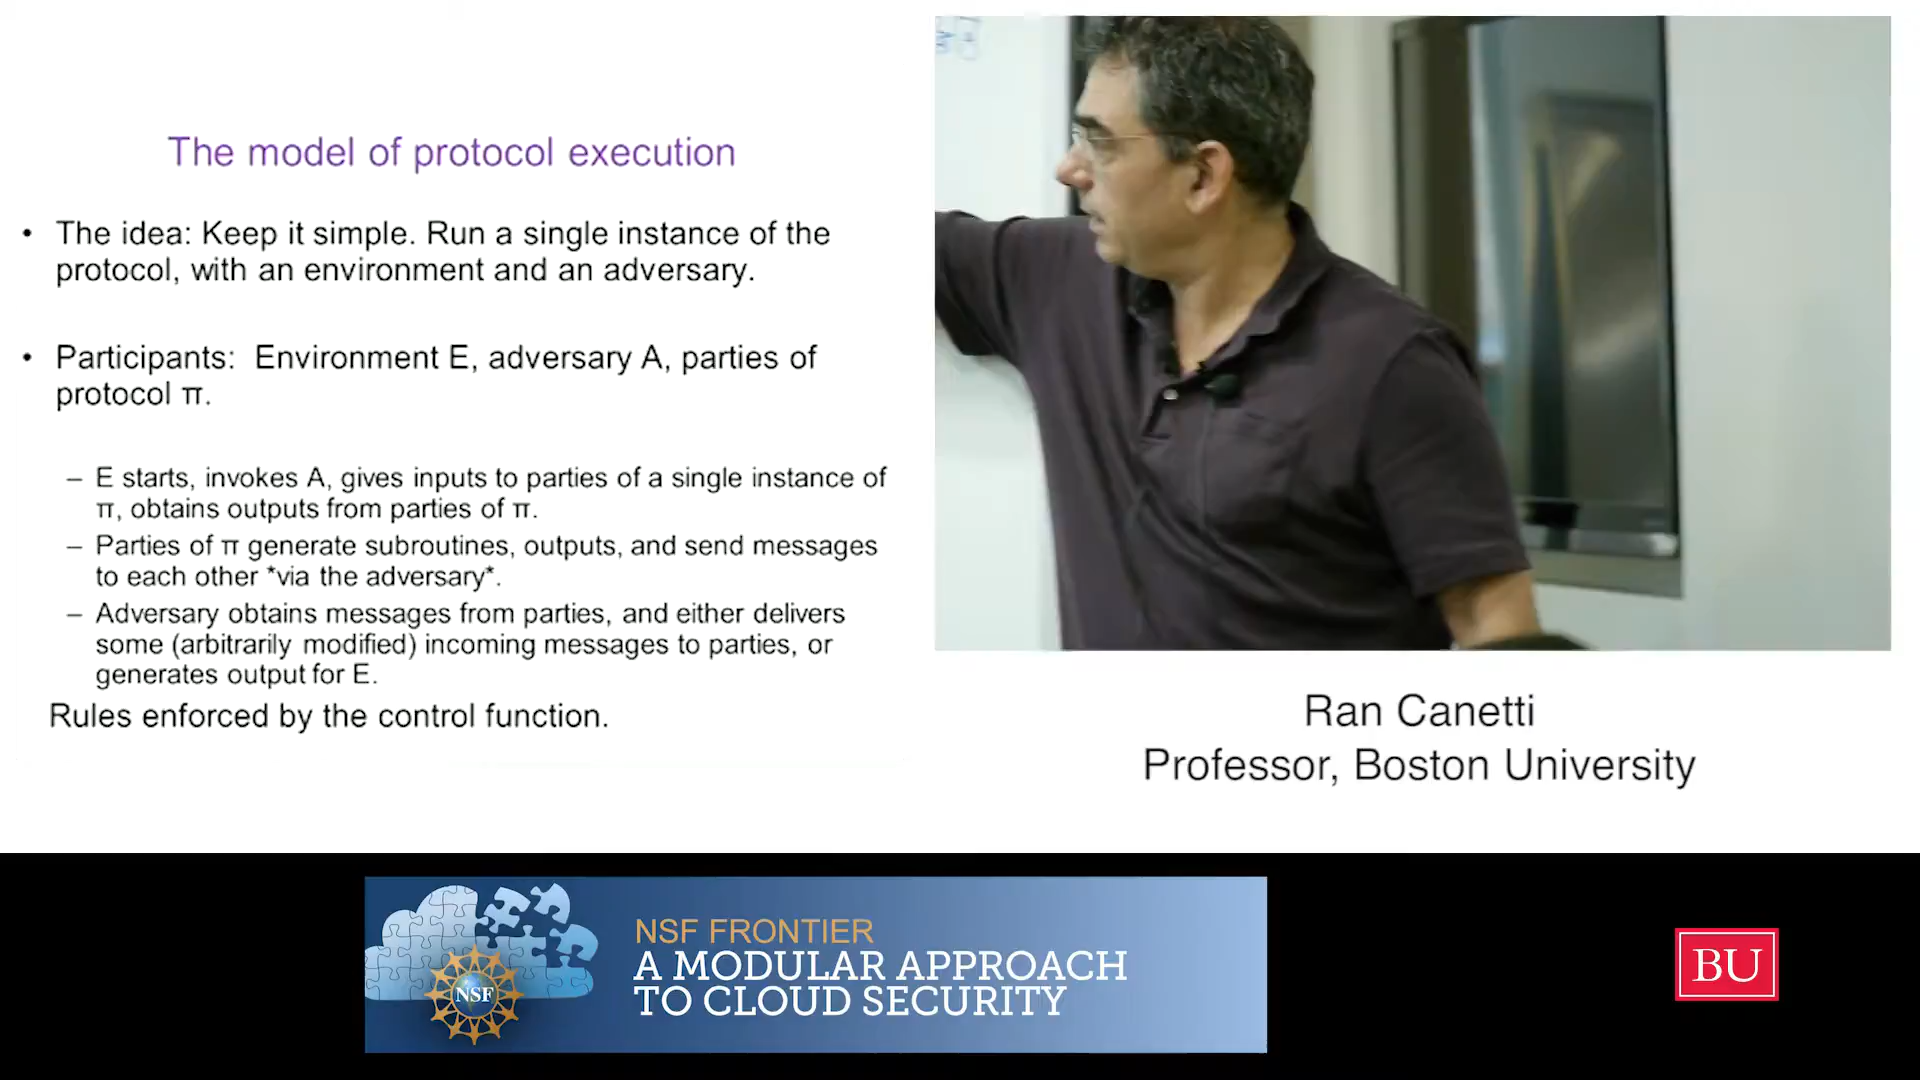 The model of protocol execution
• The idea: Keep it simple. Run a single instance of the
protocol, with an environment and an adversary.
• Participants: Environment E, adversary A, parties of
protocol π.
– E starts, invokes A, gives inputs to parties of a single instance of
π, obtains outputs from parties of π.
– Parties of π generate subroutines, outputs, and send messages
to each other *via the adversary*.
– Adversary obtains messages from parties, and either delivers
some (arbitrarily modified) incoming messages to parties, or
generates output for E.
Rules enforced by the control function.
Ran Canetti
Professor, Boston University
NSF
NSF FRONTIER
A MODULAR APPROACH
TO CLOUD SECURITY
BU